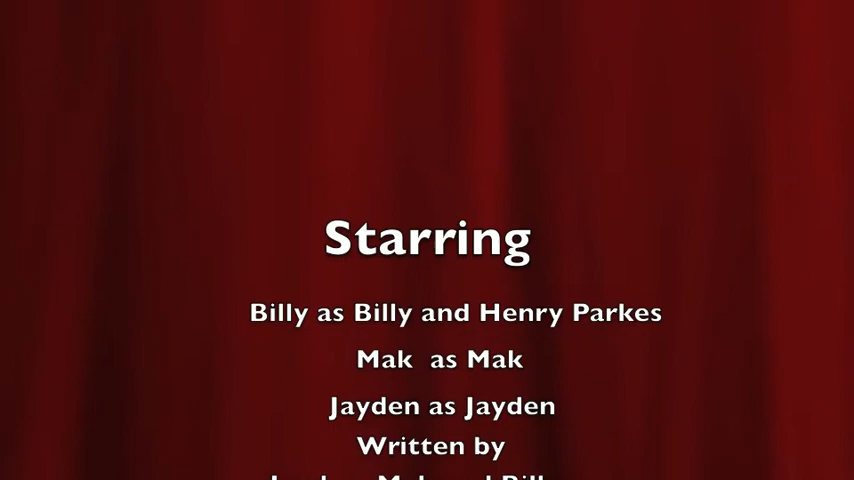 Starring
Billy as Billy and Henry Parkes
Mak as Mak
Jayden as Jayden
Written by